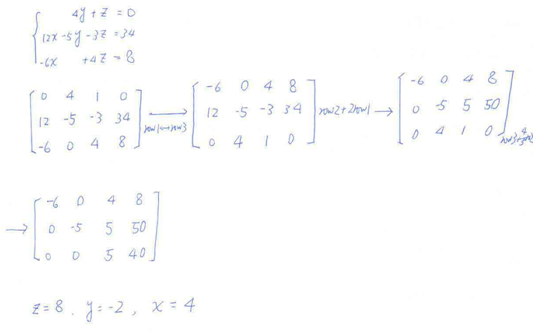 4y + z = 0
12x -5y -3z = 34
-6x +4z = 8
0 4 1 0
12 -5 -3 34
-6 0 4 8
row1↔row3
-6 0 4 8
12 -5 -3 34
0 4 1 0
row2+2row1
-6 0 4 8
0 -5 5 50
0 4 1 0
→
-6 0 4 8
0 -5 5 50
0 0 5 40
z=8. y=-2, x=4